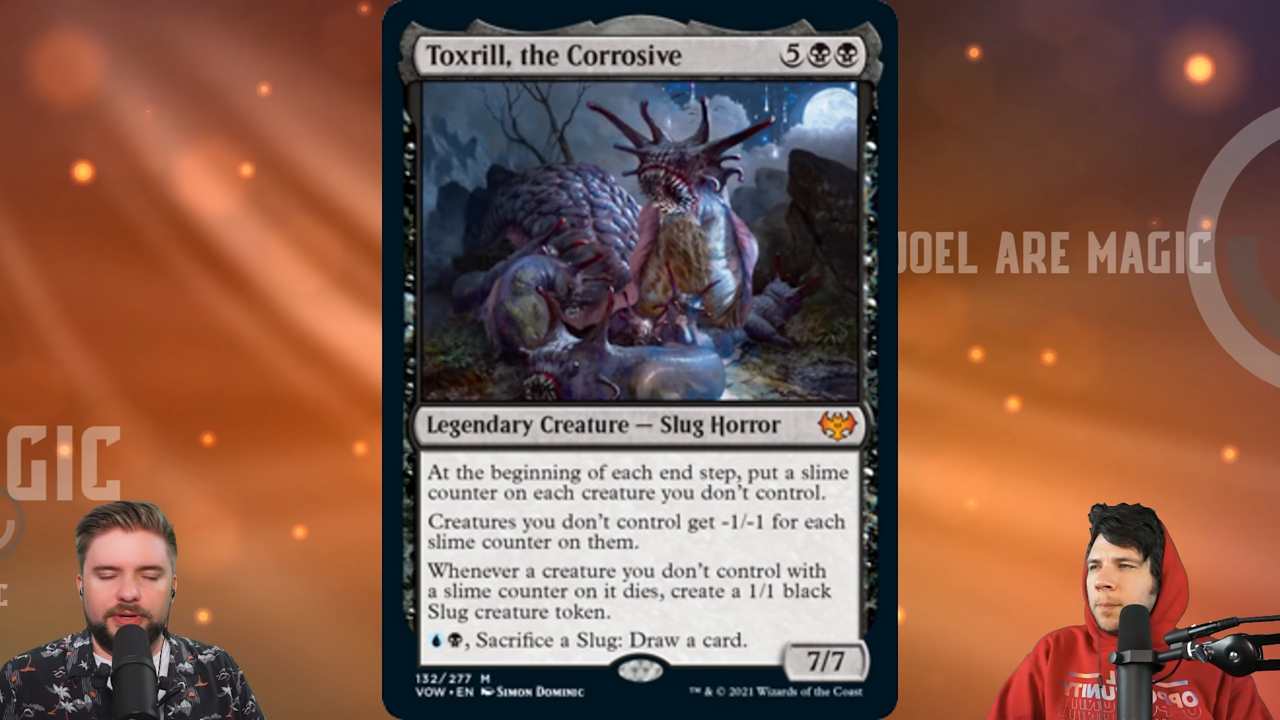 Toxrill, the Corrosive 5
JOEL ARE MAGIC
Legendary Creature — Slug Horror
GIC
At the beginning of each end step, put a slime
counter on each creature you don't control.
Creatures you don't control get -1/-1 for each
slime counter on them.
Whenever a creature you don't control with
a slime counter on it dies, create a 1/1 black
Slug creature token.
, Sacrifice a Slug: Draw a card.
7/7
132/277 M
VOW • EN Simon Dominic
™ & © 2021 Wizards of the Coast